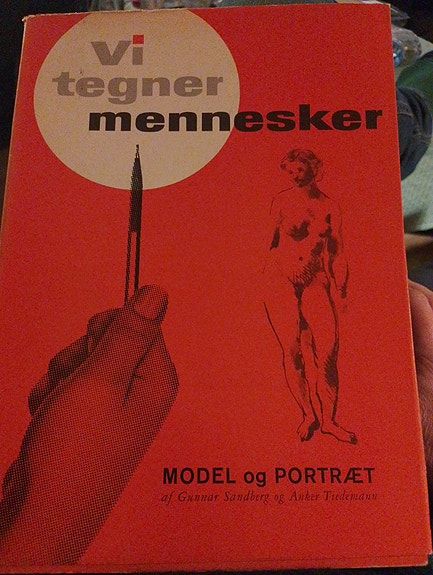 Vi
tegner
mennesker
MODEL og PORTRÆT
af Gunnar Sandberg og Anker Tiedemann